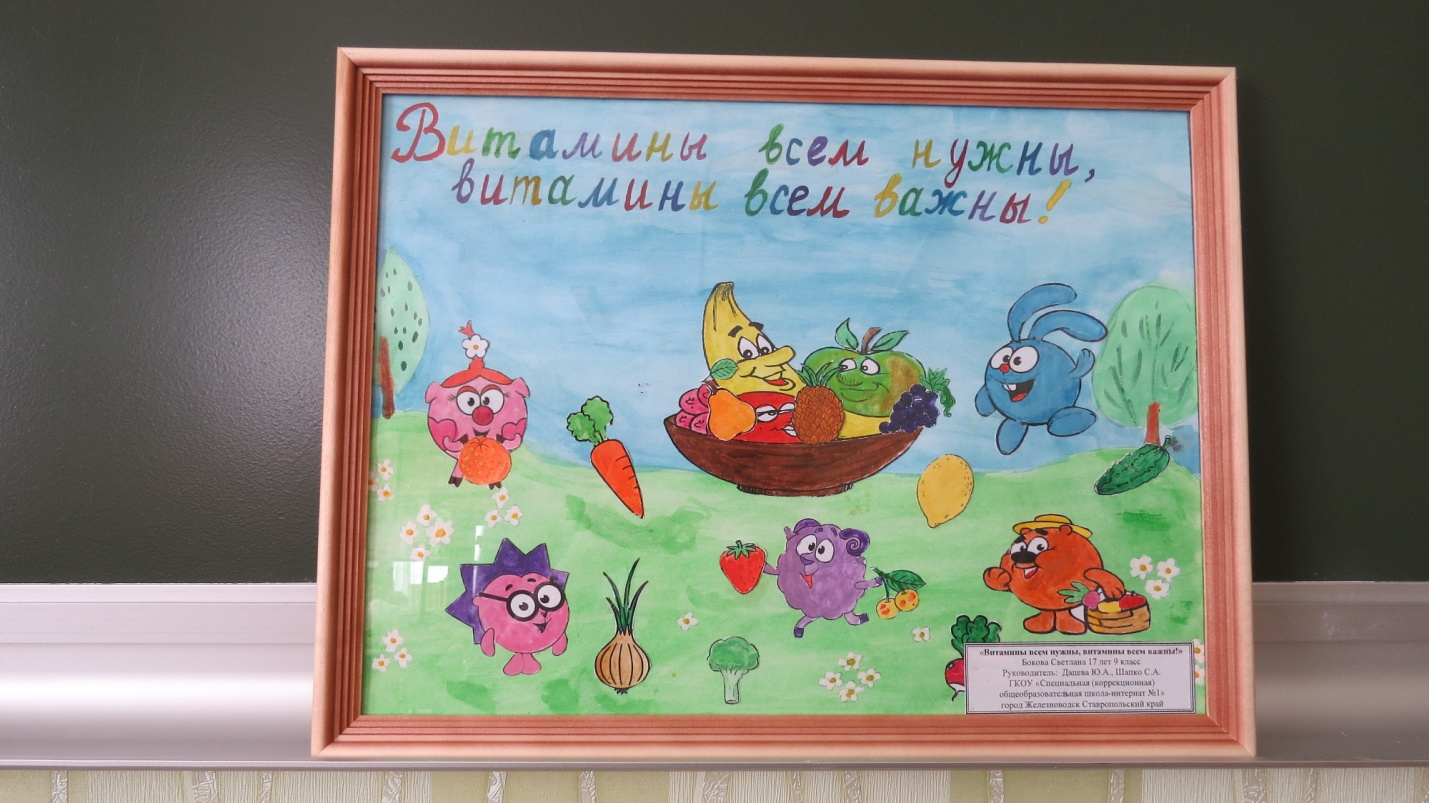 Витамины всем нужны,
витамины всем важны!
«Витамины всем нужны, витамины всем важны!»
Бокова Светлана 17 лет 9 класс
Руководитель: Дацева Ю.А., Шапко С.А.
ГКОУ «Специальная (коррекционная)
общеобразовательная школа-интернат №1»
город Железноводск Ставропольский край